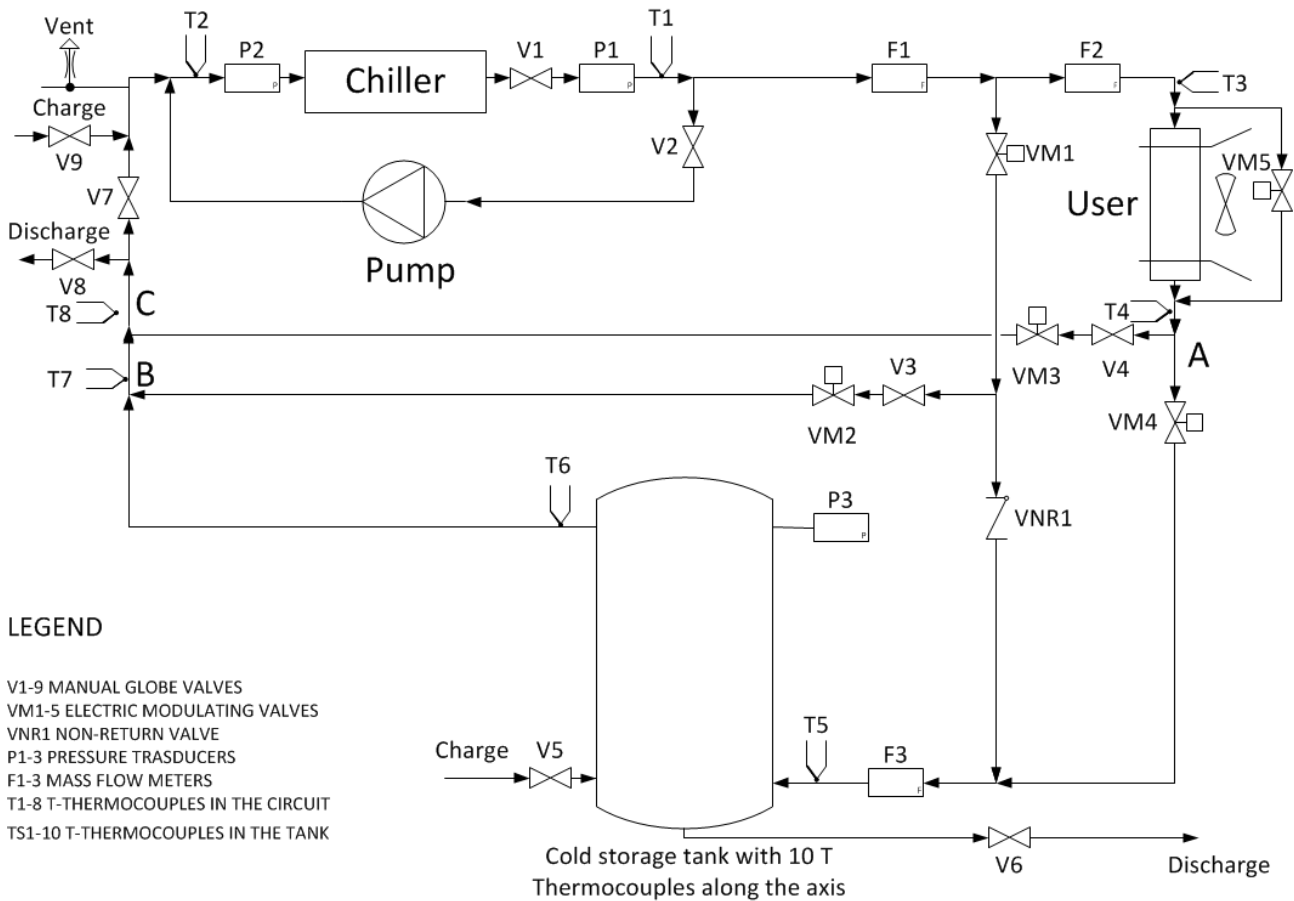 Vent
T2
P2
P
Chiller
V1
P1
P
T1
F1
F
F2
F
T3
Charge
V9
V2
VM1
VM5
V7
User
Discharge
V8
Pump
C
T8
T4
A
VM3
V4
T7
B
V3
VM2
VM4
T6
P3
P
VNR1
LEGEND
V1-9 MANUAL GLOBE VALVES
VM1-5 ELECTRIC MODULATING VALVES
VNR1 NON-RETURN VALVE
P1-3 PRESSURE TRASDUCERS
F1-3 MASS FLOW METERS
T1-8 T-THERMOCOUPLES IN THE CIRCUIT
TS1-10 T-THERMOCOUPLES IN THE TANK
Charge
V5
T5
F3
F
V6
Discharge
Cold storage tank with 10 T
Thermocouples along the axis